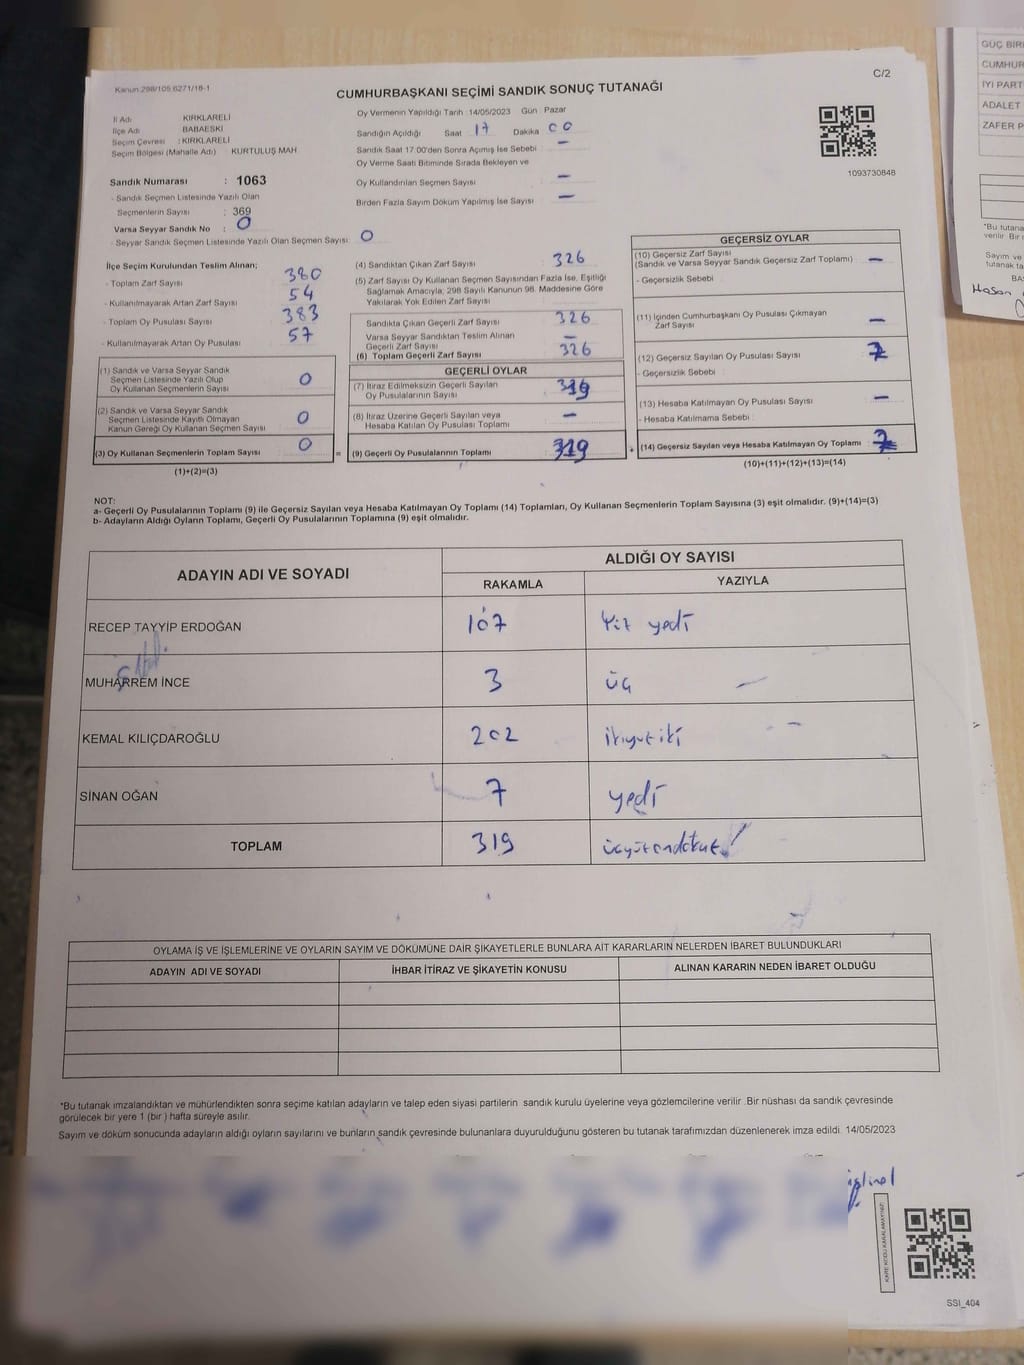 Kanun 298/105.6271/18-1
CUMHURBAŞKANI SEÇİMİ SANDIK SONUÇ TUTANAĞI
C/2
İl Adı KIRKLARELİ
İlçe Adı BABAESKİ
Seçim Çevresi : KIRKLARELİ
Seçim Bölgesi (Mahalle Adı) KURTULUŞ MAH
Sandık Numarası : 1063
- Sandık Seçmen Listesinde Yazılı Olan
Seçmenlerin Sayısı : 369
Varsa Seyyar Sandık No : 0
- Seyyar Sandık Seçmen Listesinde Yazılı Olan Seçmen Sayısı: 0
Oy Vermenin Yapıldığı Tarih 14/05/2023 Gün : Pazar
Sandığın Açıldığı Saat 17 Dakika 00
Sandık Saat 17.00'den Sonra Açımış İse Sebebi : –
Oy Verme Saati Bitiminde Sırada Bekleyen ve
Oy Kullandırılan Seçmen Sayısı –
Birden Fazla Sayım Döküm Yapılmış İse Sayısı –
1093730848
İlçe Seçim Kurulundan Teslim Alınan;
- Toplam Zarf Sayısı : 380
- Kullanılmayarak Artan Zarf Sayısı : 54
- Toplam Oy Pusulası Sayısı : 383
- Kullanılmayarak Artan Oy Pusulası : 57
(1) Sandık ve Varsa Seyyar Sandık
Seçmen Listesinde Yazılı Olup
Oy Kullanan Seçmenlerin Sayısı 0
(2) Sandık ve Varsa Seyyar Sandık
Seçmen Listesinde Kayıtlı Olmayan
Kanun Gereği Oy Kullanan Seçmen Sayısı 0
(3) Oy Kullanan Seçmenlerin Toplam Sayısı 0
(1)+(2)=(3)
(4) Sandıktan Çıkan Zarf Sayısı : 326
(5) Zarf Sayısı Oy Kullanan Seçmen Sayısından Fazla İse, Eşitliği
Sağlamak Amacıyla, 298 Sayılı Kanunun 98. Maddesine Göre
Yakılarak Yok Edilen Zarf Sayısı
Sandıkta Çıkan Geçerli Zarf Sayısı : 326
Varsa Seyyar Sandıktan Teslim Alınan
Geçerli Zarf Sayısı –
(6) Toplam Geçerli Zarf Sayısı 326
GEÇERLİ OYLAR
(7) İtiraz Edilmeksizin Geçerli Sayılan
Oy Pusulalarının Sayısı 319
(8) İtiraz Üzerine Geçerli Sayılan veya
Hesaba Katılan Oy Pusulası Toplamı –
= (9) Geçerli Oy Pusulalarının Toplamı 319
GEÇERSİZ OYLAR
(10) Geçersiz Zarf Sayısı
(Sandık ve Varsa Seyyar Sandık Geçersiz Zarf Toplamı) –
- Geçersizlik Sebebi
(11) İçinden Cumhurbaşkanı Oy Pusulası Çıkmayan
Zarf Sayısı –
(12) Geçersiz Sayılan Oy Pusulası Sayısı 7
- Geçersizlik Sebebi
(13) Hesaba Katılmayan Oy Pusulası Sayısı –
- Hesaba Katılmama Sebebi
+ (14) Geçersiz Sayılan veya Hesaba Katılmayan Oy Toplamı 7
(10)+(11)+(12)+(13)=(14)
NOT:
a- Geçerli Oy Pusulalarının Toplamı (9) ile Geçersiz Sayılan veya Hesaba Katılmayan Oy Toplamı (14) Toplamları, Oy Kullanan Seçmenlerin Toplam Sayısına (3) eşit olmalıdır. (9)+(14)=(3)
b- Adayların Aldığı Oyların Toplamı, Geçerli Oy Pusulalarının Toplamına (9) eşit olmalıdır.
ADAYIN ADI VE SOYADI ALDIĞI OY SAYISI
RAKAMLA YAZIYLA
RECEP TAYYİP ERDOĞAN 107 Yüz yedi
MUHARREM İNCE 3 üç
KEMAL KILIÇDAROĞLU 202 ikiyüz iki
SİNAN OĞAN 7 yedi
TOPLAM 319 üçyüzondokuz
OYLAMA İŞ VE İŞLEMLERİNE VE OYLARIN SAYIM VE DÖKÜMÜNE DAİR ŞİKAYETLERLE BUNLARA AİT KARARLARIN NELERDEN İBARET BULUNDUKLARI
ADAYIN ADI VE SOYADI İHBAR İTİRAZ VE ŞİKAYETİN KONUSU ALINAN KARARIN NEDEN İBARET OLDUĞU
*Bu tutanak imzalandıktan ve mühürlendikten sonra seçime katılan adayların ve talep eden siyasi partilerin sandık kurulu üyelerine veya gözlemcilerine verilir .Bir nüshası da sandık çevresinde
görülecek bir yere 1 (bir ) hafta süreyle asılır.
Sayım ve döküm sonucunda adayların aldığı oyların sayılarını ve bunların sandık çevresinde bulunanlara duyurulduğunu gösteren bu tutanak tarafımızdan düzenlenerek imza edildi. 14/05/2023
SSI_404
GÜÇ BİR
CUMHUR
İYİ PART
ADALET
ZAFER P
*Bu tutana
verilir Bir
Sayım ve
tutanak ta
Hasan